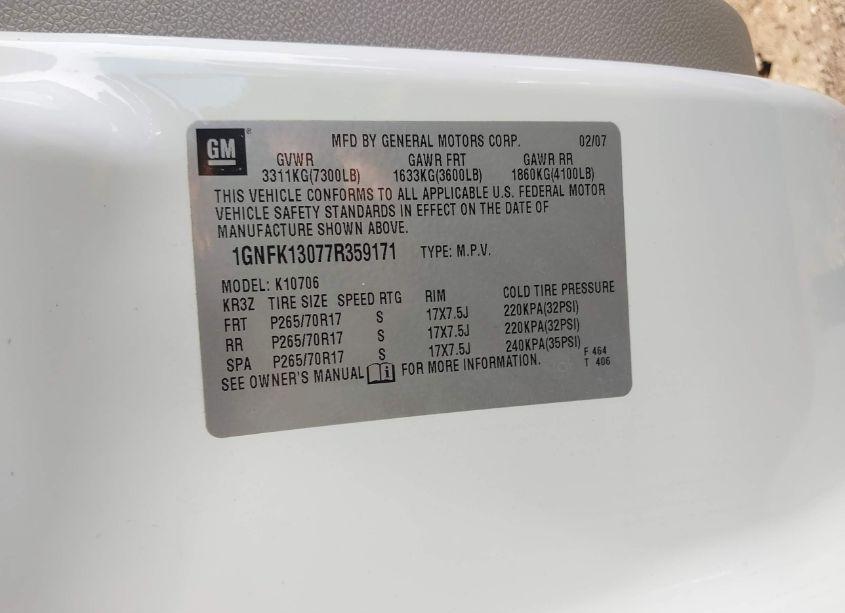 GM ® MFD BY GENERAL MOTORS CORP. 02/07
GVWR GAWR FRT GAWR RR
3311KG(7300LB) 1633KG(3600LB) 1860KG(4100LB)
THIS VEHICLE CONFORMS TO ALL APPLICABLE U.S. FEDERAL MOTOR
VEHICLE SAFETY STANDARDS IN EFFECT ON THE DATE OF
MANUFACTURE SHOWN ABOVE.
1GNFK13077R359171 TYPE: M.P.V.
MODEL: K10706
KR3Z TIRE SIZE SPEED RTG RIM COLD TIRE PRESSURE
FRT P265/70R17 S 17X7.5J 220KPA(32PSI)
RR P265/70R17 S 17X7.5J 220KPA(32PSI)
SPA P265/70R17 S 17X7.5J 240KPA(35PSI)
SEE OWNER'S MANUAL i FOR MORE INFORMATION.
F 464
T 406